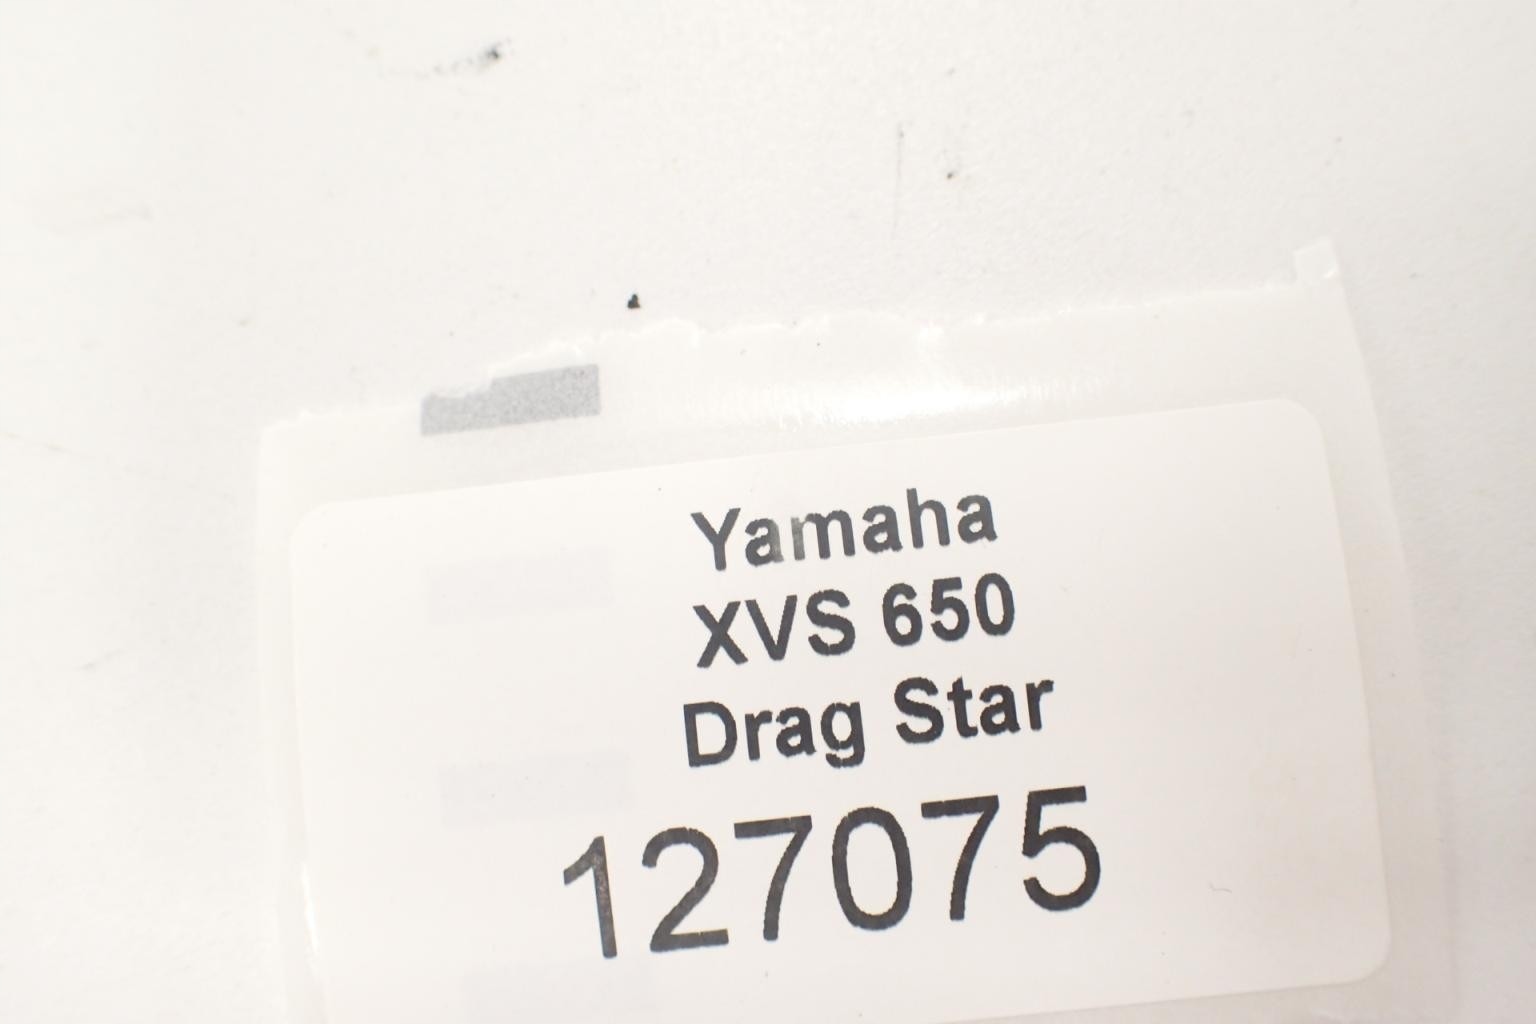 Yamaha
XVS 650
Drag Star
127075